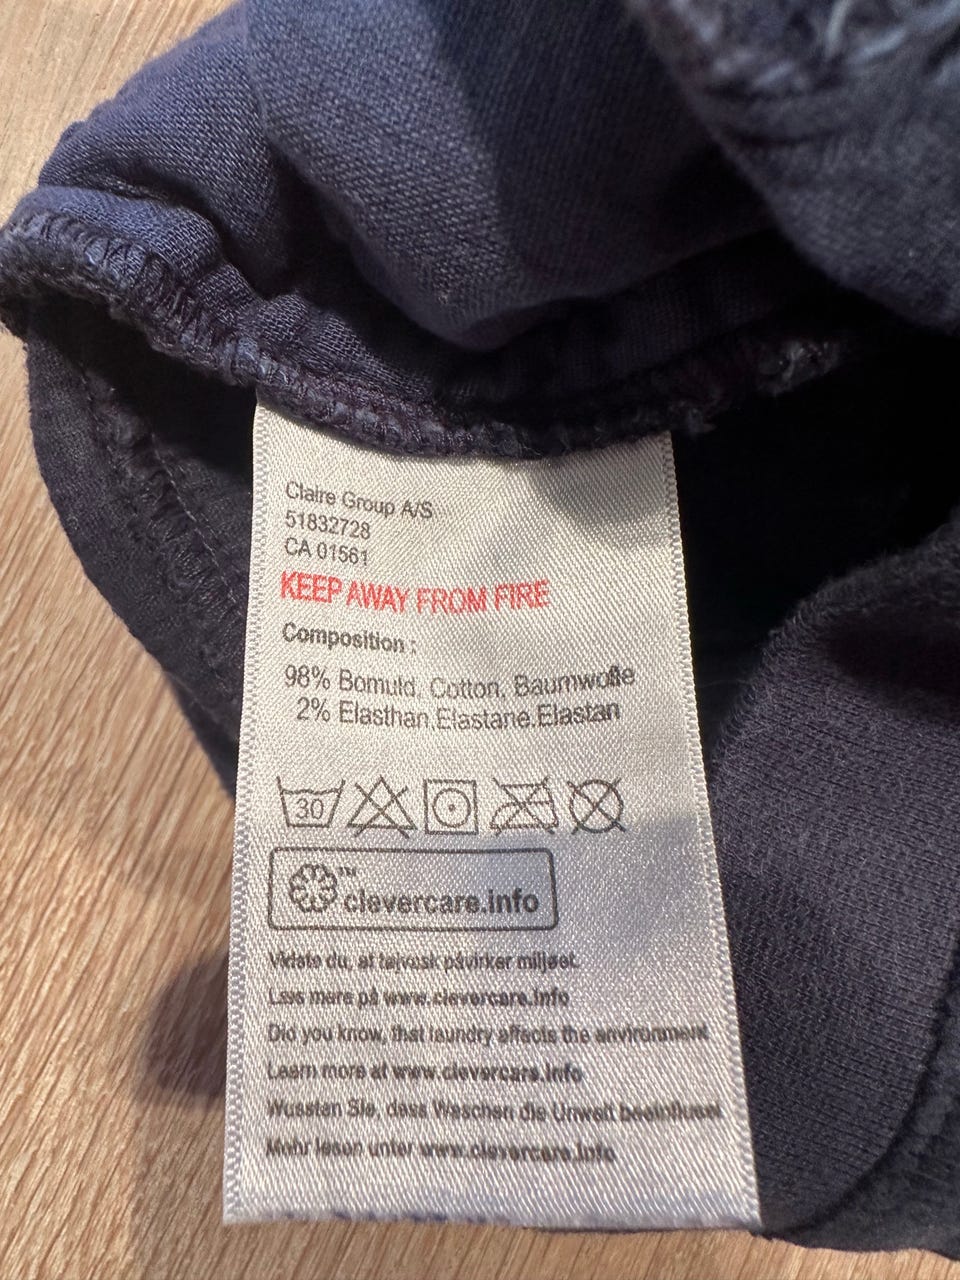 Claire Group A/S
51832728
CA 01561
KEEP AWAY FROM FIRE
Composition :
98% Bomuld, Cotton, Baumwolle
2% Elasthan,Elastane,Elastan
30
™
clevercare.info
Vidste du, at tøjvask påvirker miljøet.
Læs mere på www.clevercare.info
Did you know, that laundry affects the environment
Learn more at www.clevercare.info
Wussten Sie, dass Waschen die Umwelt beeinflusst
Mehr lesen unter www.clevercare.info